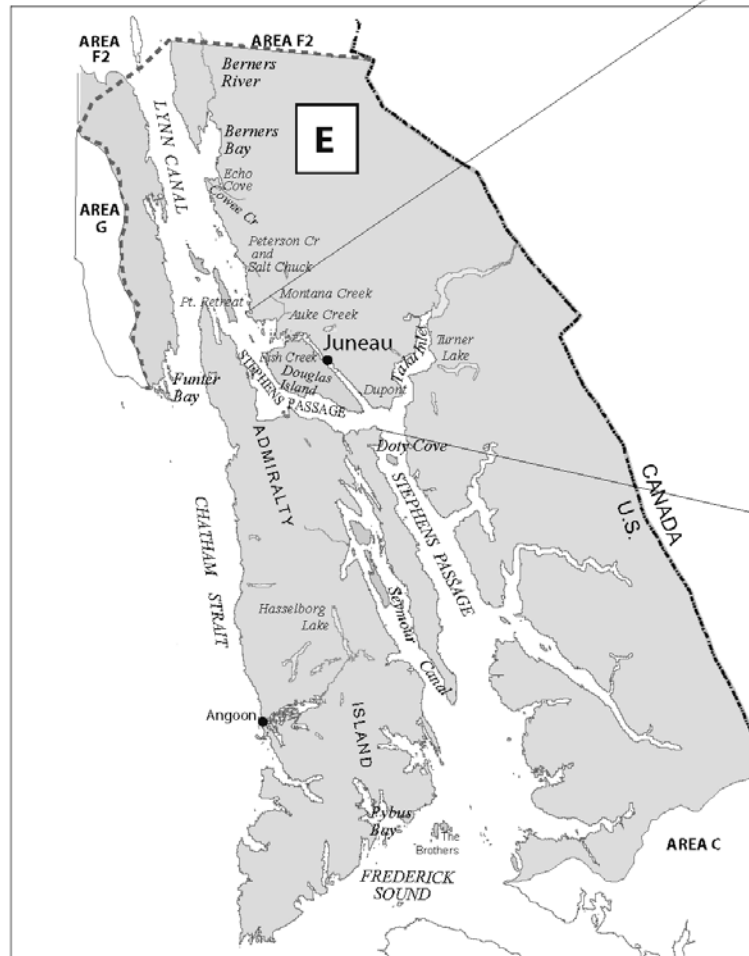 AREA
F2
AREA F2
Berners
River
LYNN CANAL
E
Berners
Bay
Echo
Cove
Cowee Cr
AREA
G
Peterson Cr
and
Salt Chuck
Pt. Retreat
Montana Creek
Auke Creek
Juneau
Taku Inlet
Turner
Lake
Fish Creek
Douglas
Island
STEPHENS PASSAGE
Dupont
Funter
Bay
Doty Cove
ADMIRALTY
STEPHENS PASSAGE
CANADA
U.S.
CHATHAM STRAIT
Hasselborg
Lake
Seymour Canal
Angoon
ISLAND
Pybus
Bay
The
Brothers
AREA C
FREDERICK
SOUND